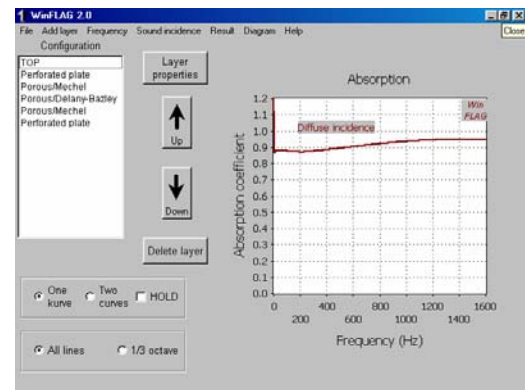 WinFLAG 2.0
File Add layer Frequency Sound incidence Result Diagram Help
Close
Configuration
TOP
Perforated plate
Porous/Mechel
Porous/Delany-Bazley
Porous/Mechel
Perforated plate
Layer
properties
Up
Down
Delete layer
One
kurve
Two
curves
HOLD
All lines
1/3 octave
Absorption
Win
FLAG
Diffuse incidence
Absorption coefficient
1.2
1.1
1.0
0.9
0.8
0.7
0.6
0.5
0.4
0.3
0.2
0.1
0.0
0 400 800 1200 1600
200 600 1000 1400
Frequency (Hz)